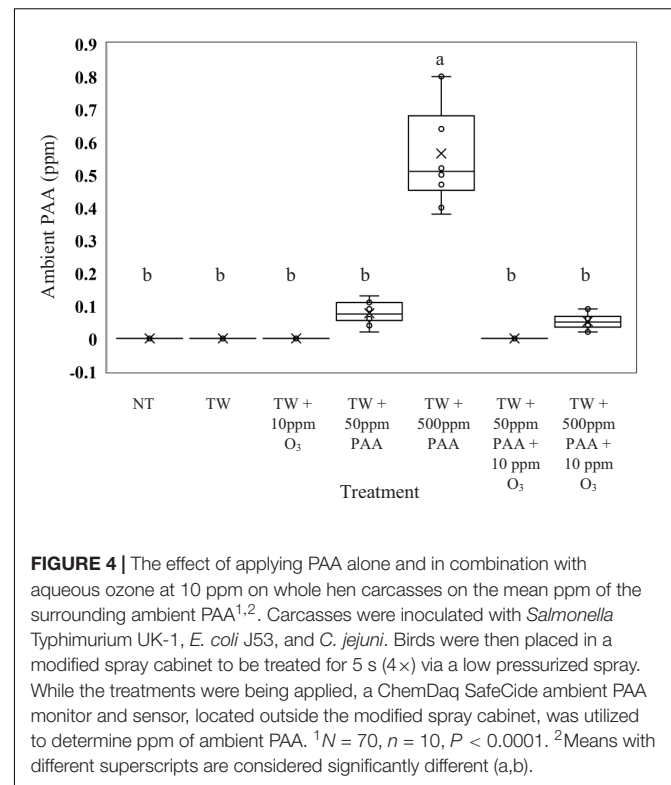 0.9
0.8
0.7
0.6
0.5
0.4
0.3
0.2
0.1
0
-0.1
Ambient PAA (ppm)
a
b b b b b b
NT TW TW + 10ppm O₃ TW + 50ppm PAA TW + 500ppm PAA TW + 50ppm PAA + 10 ppm O₃ TW + 500ppm PAA + 10 ppm O₃
Treatment
FIGURE 4 | The effect of applying PAA alone and in combination with
aqueous ozone at 10 ppm on whole hen carcasses on the mean ppm of the
surrounding ambient PAA¹,². Carcasses were inoculated with Salmonella
Typhimurium UK-1, E. coli J53, and C. jejuni. Birds were then placed in a
modified spray cabinet to be treated for 5 s (4×) via a low pressurized spray.
While the treatments were being applied, a ChemDaq SafeCide ambient PAA
monitor and sensor, located outside the modified spray cabinet, was utilized
to determine ppm of ambient PAA. ¹N = 70, n = 10, P < 0.0001. ²Means with
different superscripts are considered significantly different (a,b).